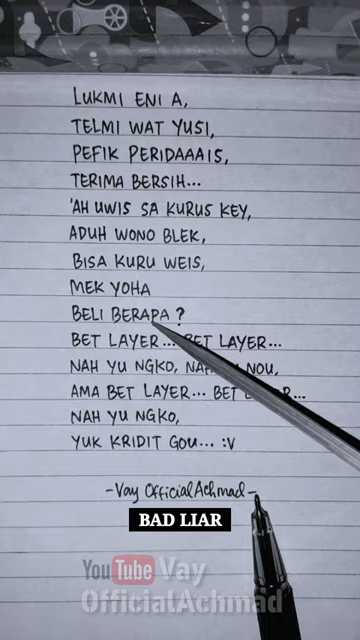 LUKMI ENI A,
TELMI WAT YUSI,
PEFIK PERIDAAAIS,
TERIMA BERSIH...
'AH UWIS SA KURUS KEY,
ADUH WONO BLEK,
BISA KURU WEIS,
MEK YOHA
BELI BERAPA ?
BET LAYER... BET LAYER...
NAH YU NGKO, NOU,
AMA BET LAYER...
NAH YU NGKO,
YUK KRIDIT GOU... :V
-Vay OfficialAchmad-
BAD LIAR
YouTube Vay
OfficialAchmad